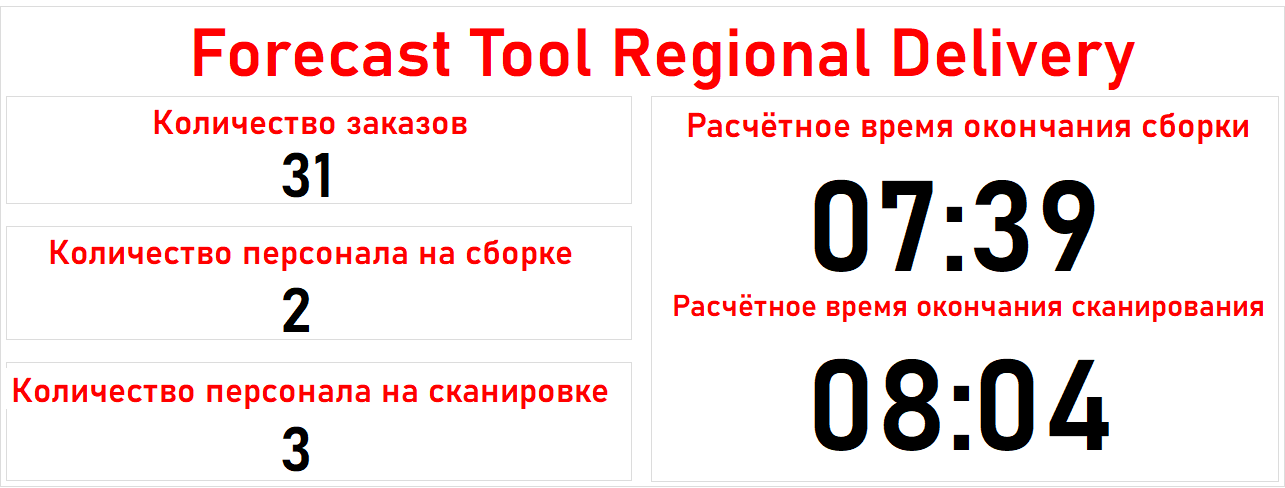 Forecast Tool Regional Delivery
Количество заказов
31
Количество персонала на сборке
2
Количество персонала на сканировке
3
Расчётное время окончания сборки
07:39
Расчётное время окончания сканирования
08:04